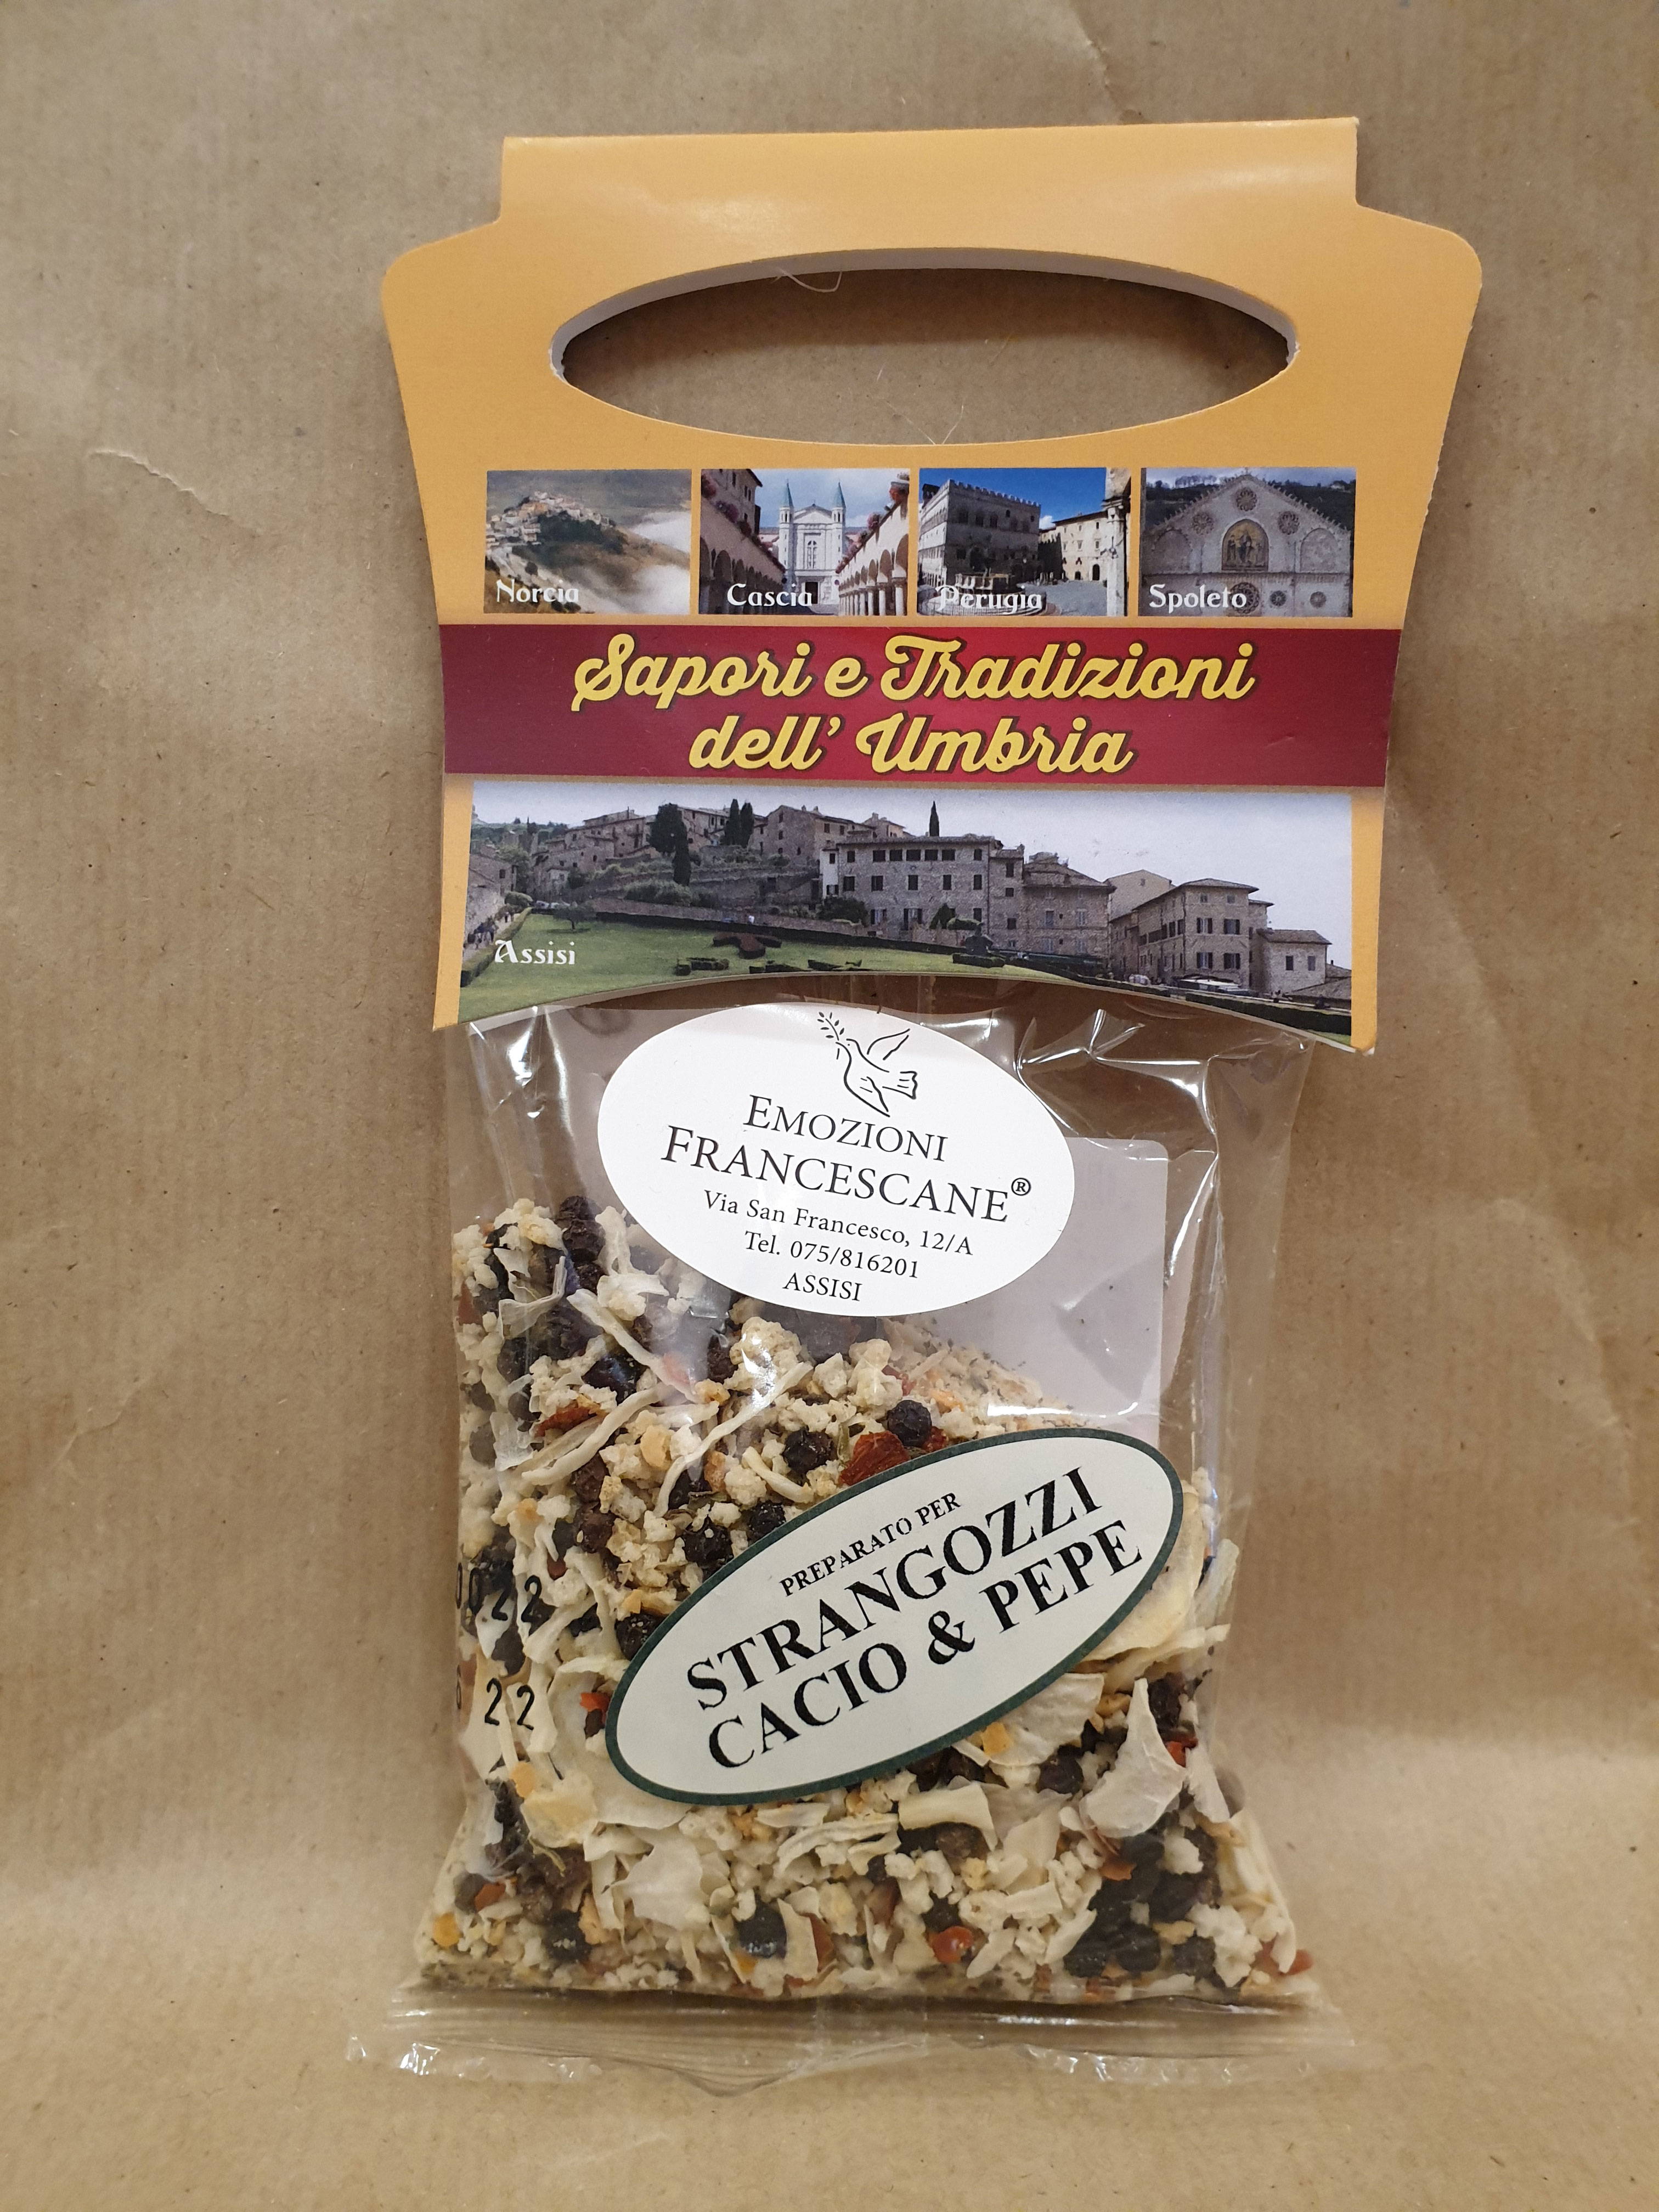 Norcia
Cascia
Perugia
Spoleto
Sapori e Tradizioni
dell' Umbria
Assisi
EMOZIONI
FRANCESCANE®
Via San Francesco, 12/A
Tel. 075/816201
ASSISI
PREPARATO PER
STRANGOZZI
CACIO & PEPE
22